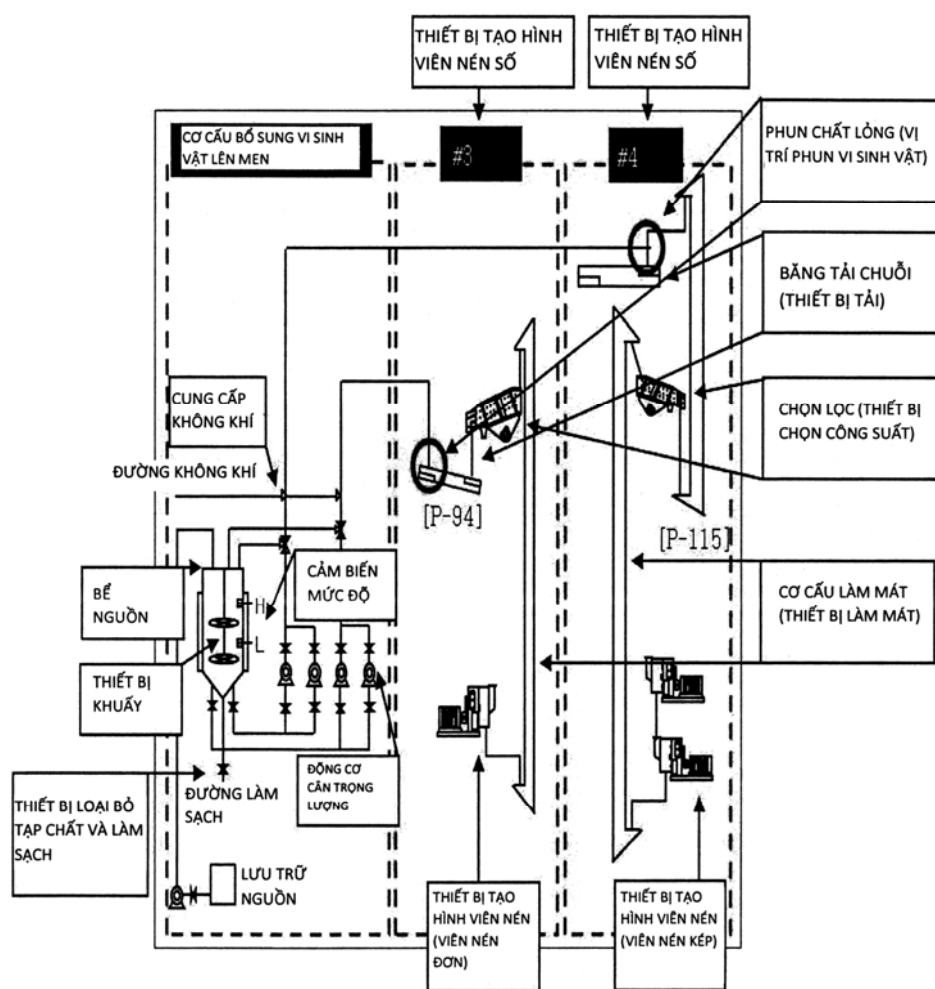 THIẾT BỊ TẠO HÌNH
VIÊN NÉN SỐ
THIẾT BỊ TẠO HÌNH
VIÊN NÉN SỐ
CƠ CẤU BỔ SUNG VI SINH
VẬT LÊN MEN
#3
#4
PHUN CHẤT LỎNG (VỊ
TRÍ PHUN VI SINH VẬT)
BĂNG TẢI CHUỖI
(THIẾT BỊ TẢI)
CHỌN LỌC (THIẾT BỊ
CHỌN CÔNG SUẤT)
CƠ CẤU LÀM MÁT
(THIẾT BỊ LÀM MÁT)
CUNG CẤP
KHÔNG KHÍ
ĐƯỜNG KHÔNG KHÍ
[P-94]
[P-115]
BỂ
NGUỒN
CẢM BIẾN
MỨC ĐỘ
H
L
THIẾT BỊ
KHUẤY
THIẾT BỊ LOẠI BỎ
TẠP CHẤT VÀ LÀM
SẠCH
ĐƯỜNG LÀM
SẠCH
ĐỘNG CƠ
CÂN TRỌNG
LƯỢNG
LƯU TRỮ
NGUỒN
THIẾT BỊ TẠO
HÌNH VIÊN NÉN
(VIÊN NÉN
ĐƠN)
THIẾT BỊ TẠO
HÌNH VIÊN NÉN
(VIÊN NÉN KÉP)